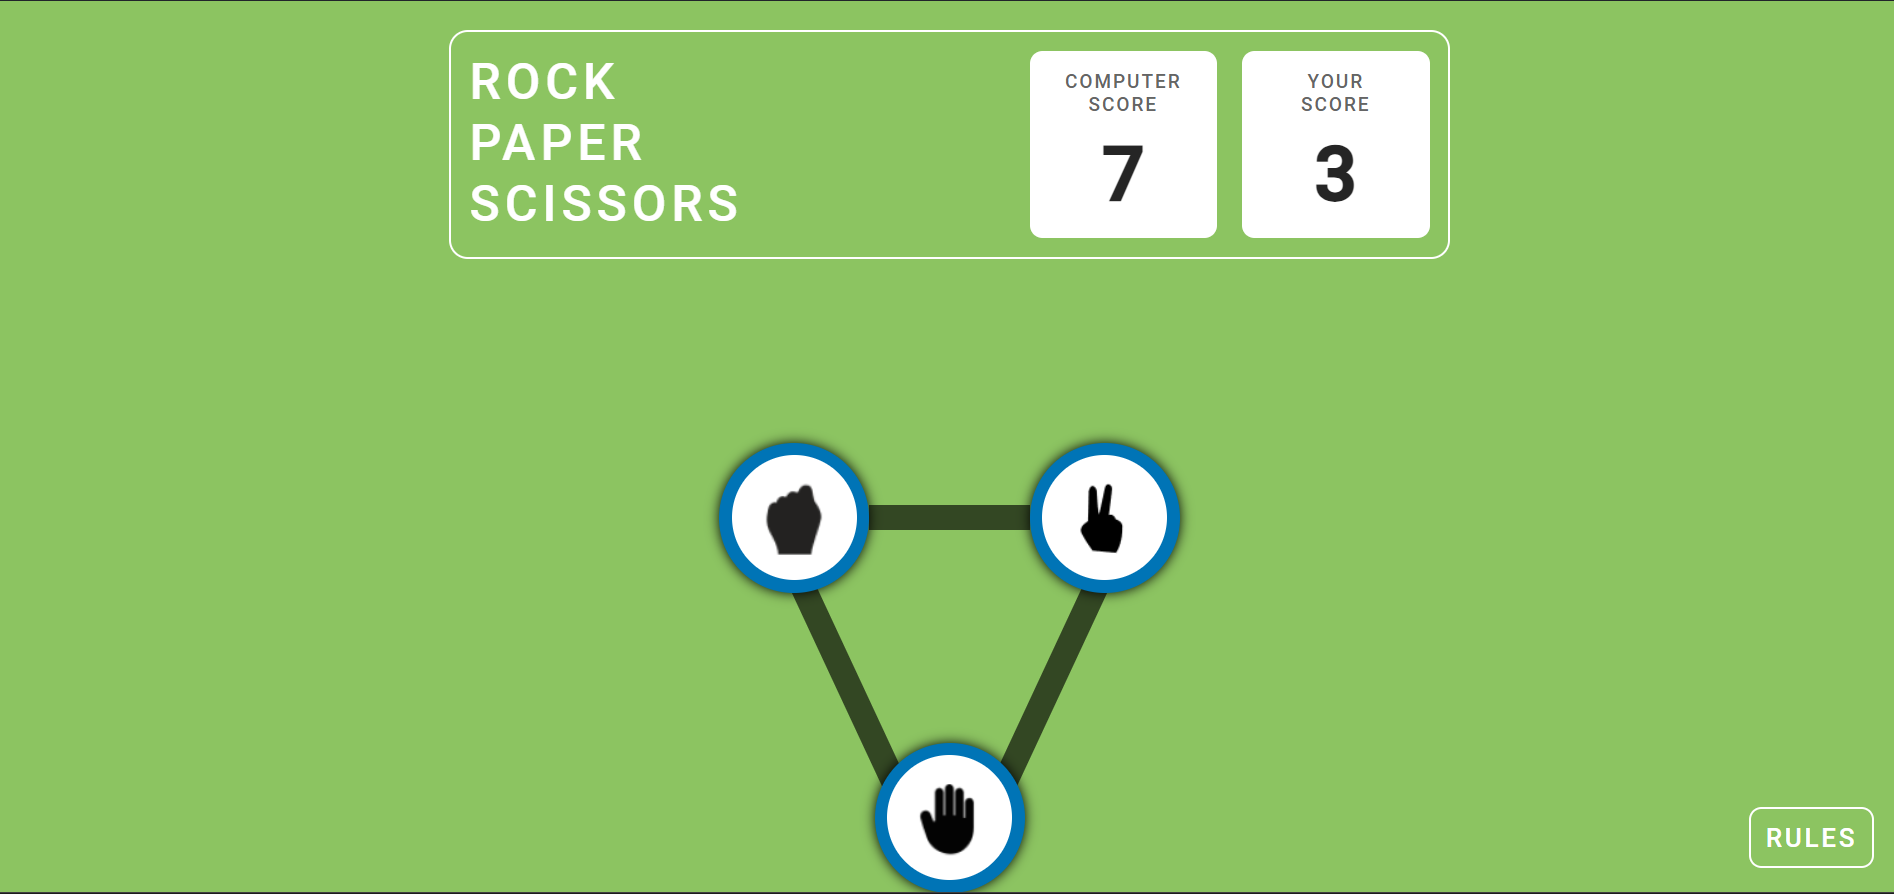 ROCK
PAPER
SCISSORS
COMPUTER
SCORE
7
YOUR
SCORE
3
RULES